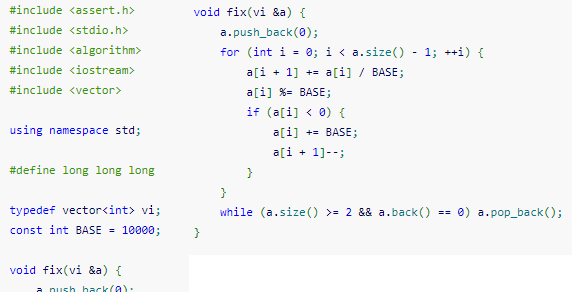 #include <assert.h>
#include <stdio.h>
#include <algorithm>
#include <iostream>
#include <vector>

using namespace std;

#define long long long

typedef vector<int> vi;
const int BASE = 10000;

void fix(vi &a) {
    a.push_back(0);
void fix(vi &a) {
    a.push_back(0);
    for (int i = 0; i < a.size() - 1; ++i) {
        a[i + 1] += a[i] / BASE;
        a[i] %= BASE;
        if (a[i] < 0) {
            a[i] += BASE;
            a[i + 1]--;
        }
    }
    while (a.size() >= 2 && a.back() == 0) a.pop_back();
}